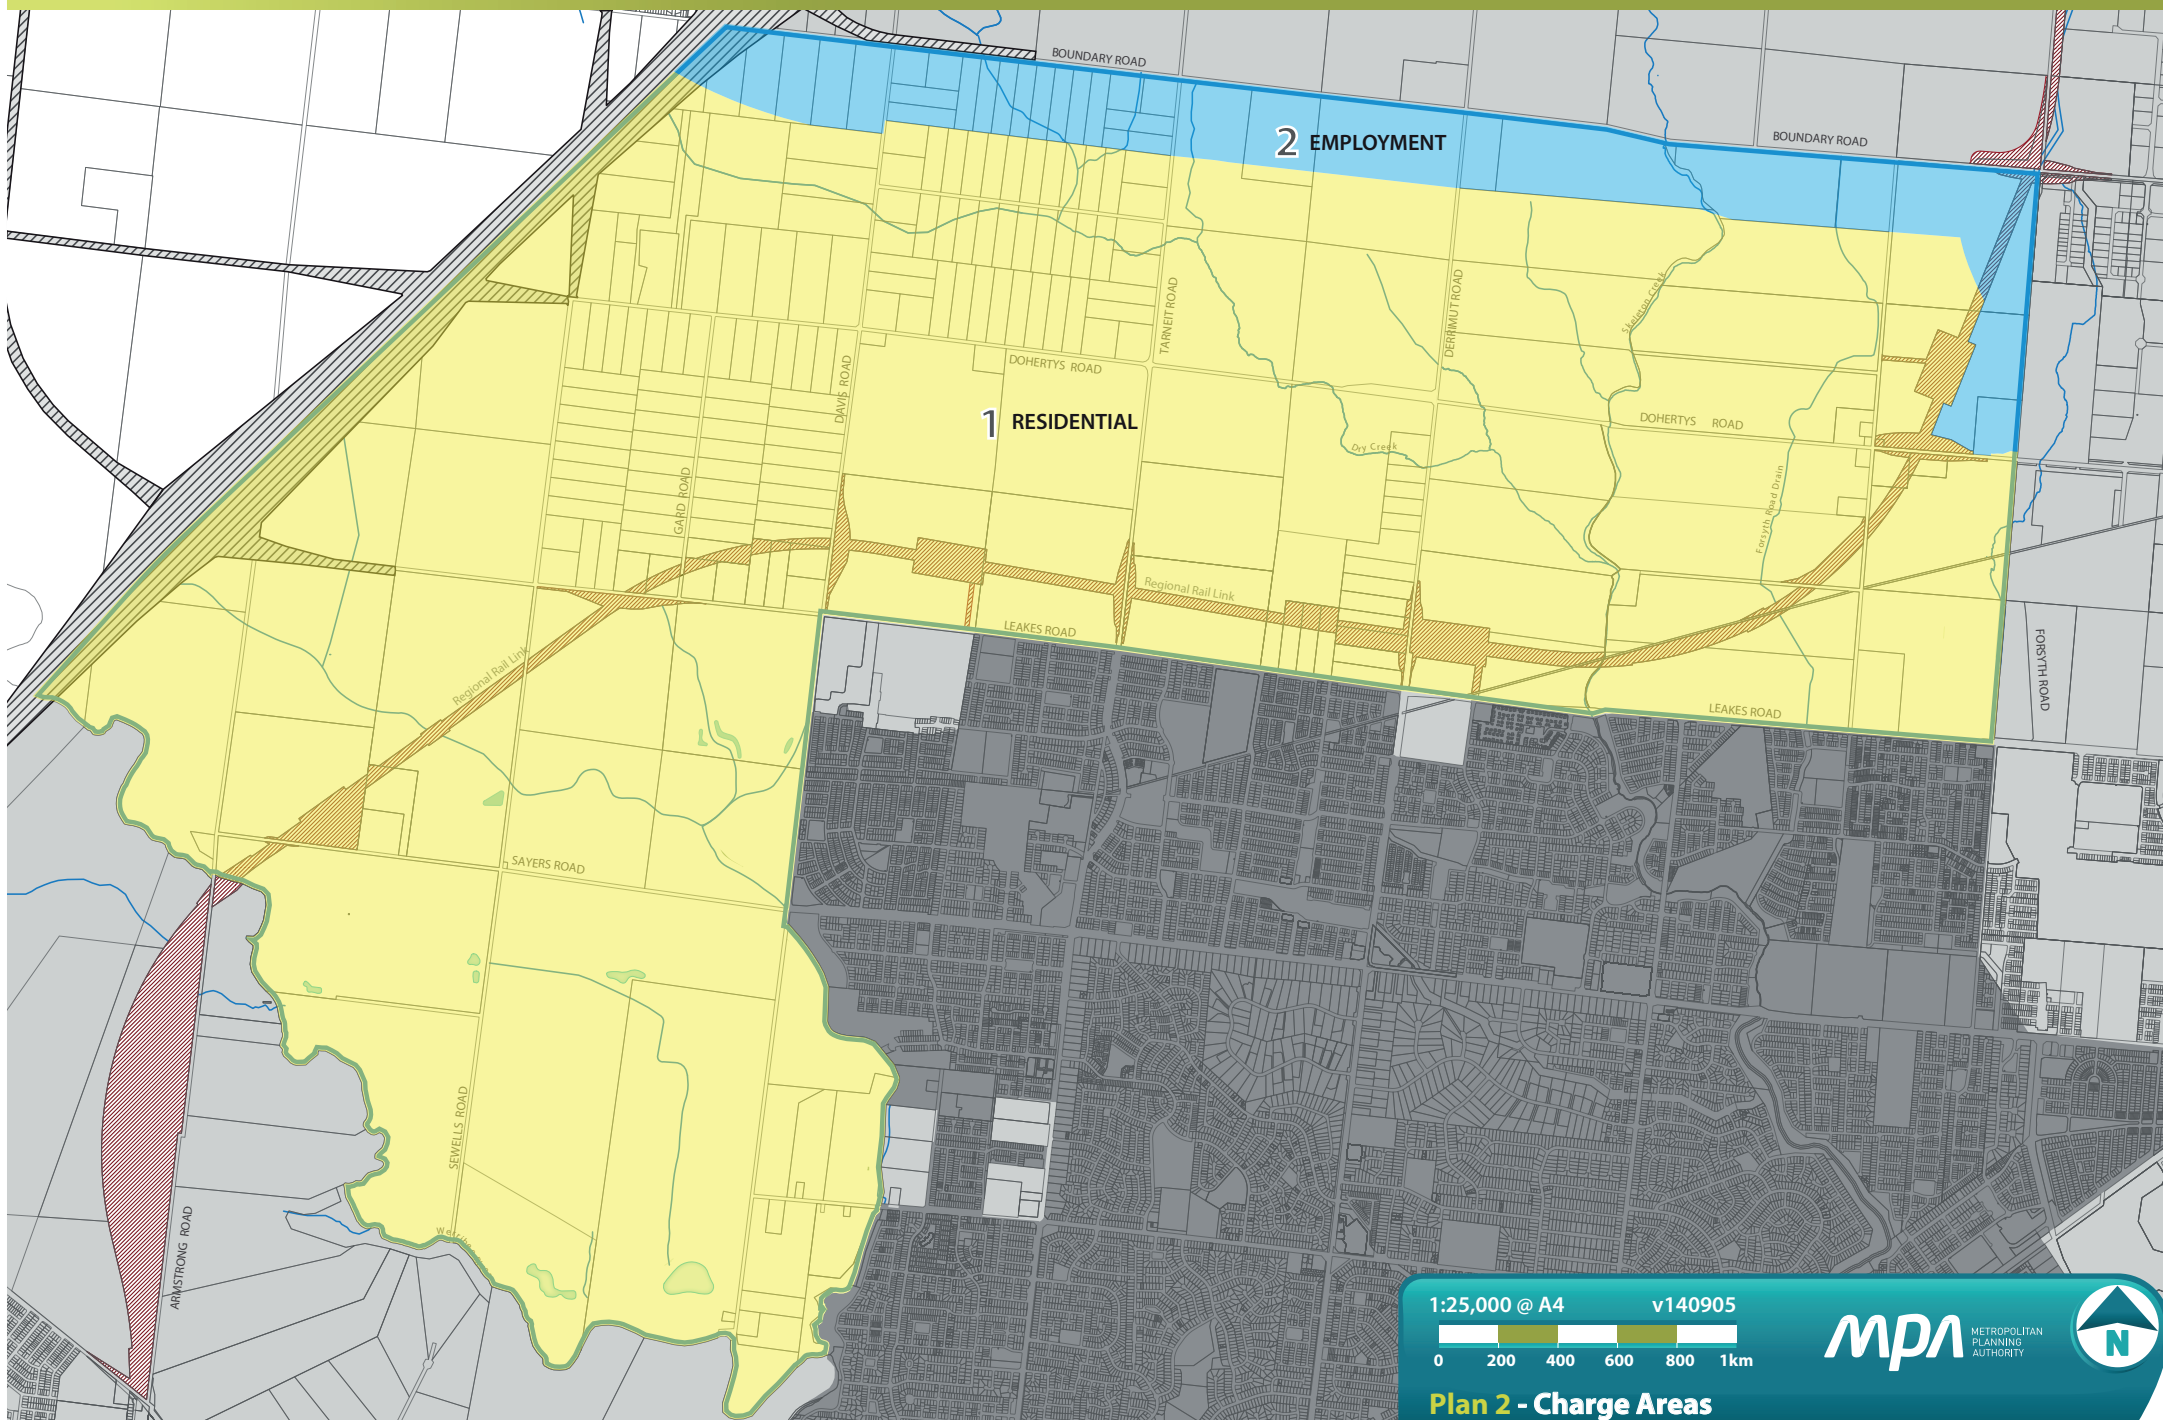 BOUNDARY ROAD
2 EMPLOYMENT
BOUNDARY ROAD
Skeleton Creek
TARNEIT ROAD
DERRIMUT ROAD
DAVIS ROAD
DOHERTYS ROAD
1 RESIDENTIAL
DOHERTYS ROAD
Dry Creek
GARD ROAD
Forsyth Road Drain
Regional Rail Link
LEAKES ROAD
FORSYTH ROAD
Regional Rail Link
LEAKES ROAD
SAYERS ROAD
SEWELLS ROAD
ARMSTRONG ROAD
1:25,000 @ A4 v140905
0 200 400 600 800 1km
MPA METROPOLITAN
PLANNING
AUTHORITY
N
Plan 2 - Charge Areas